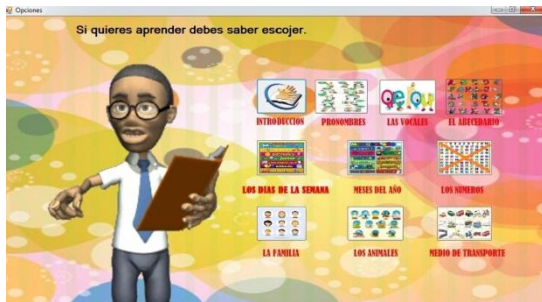 Opciones
Si quieres aprender debes saber escojer.
INTRODUCCION
PRONOMBRES
LAS VOCALES
EL ABECEDARIO
LOS DIAS DE LA SEMANA
MESES DEL AÑO
LOS NUMEROS
LA FAMILIA
LOS ANIMALES
MEDIO DE TRANSPORTE